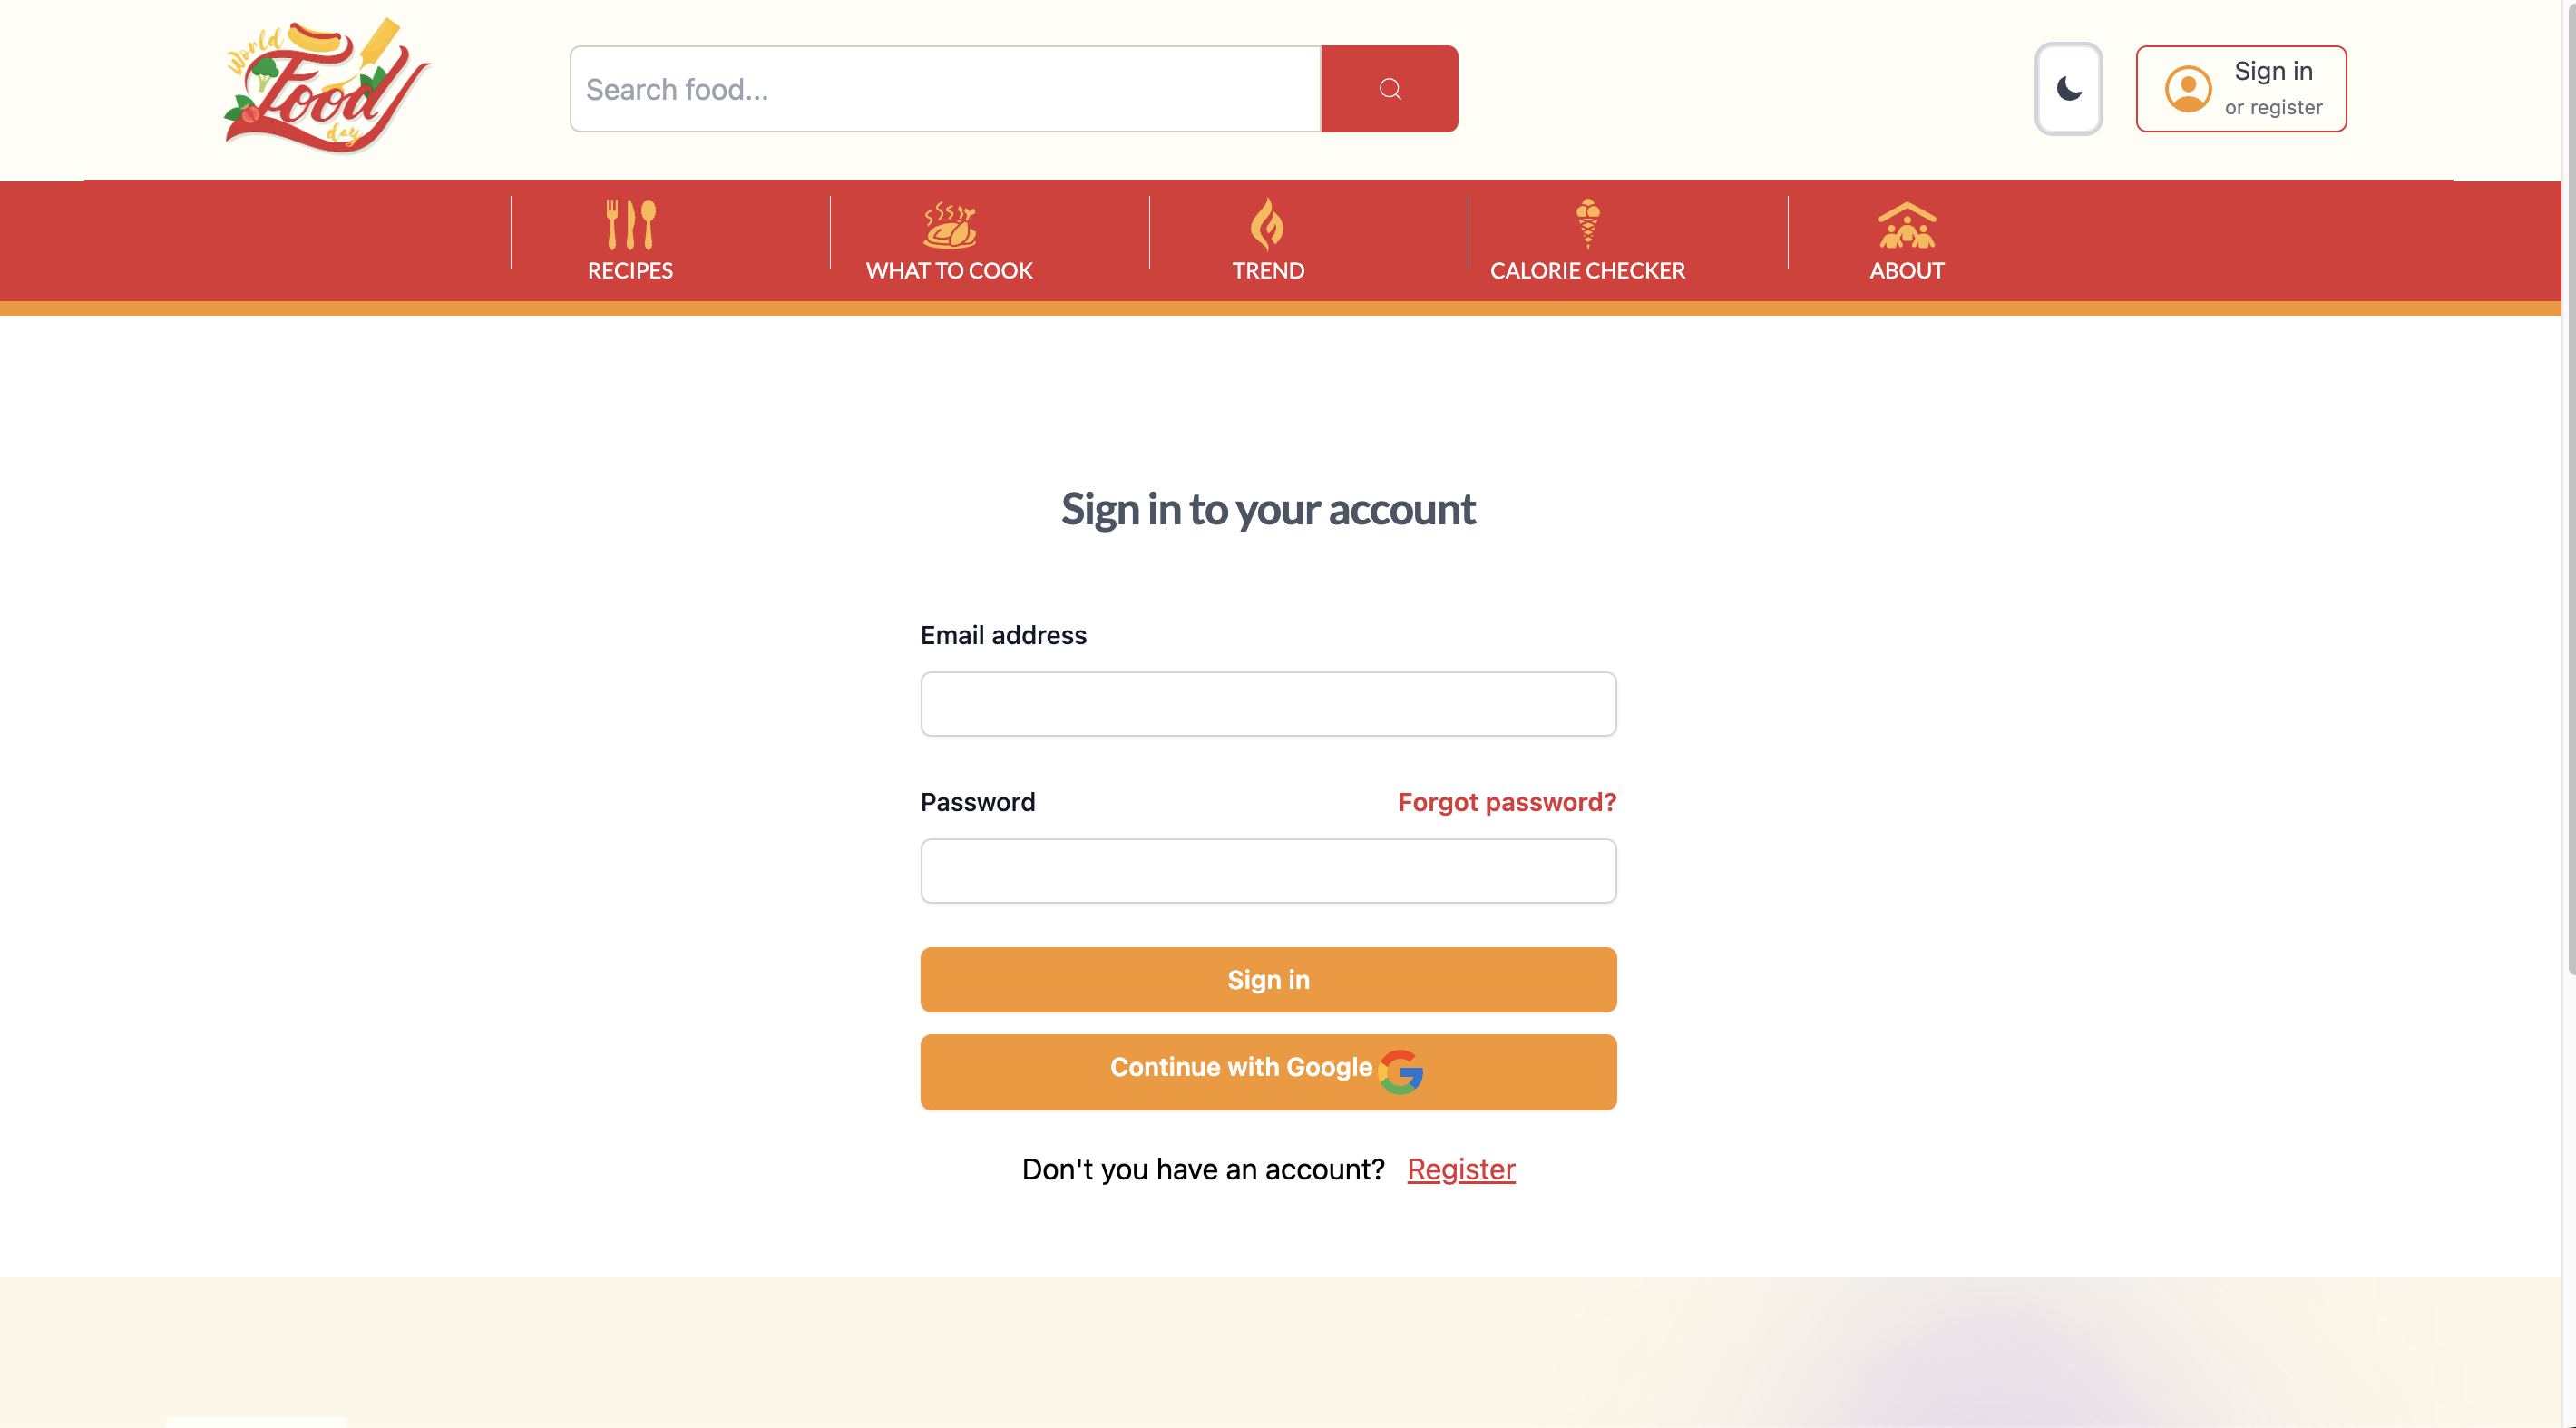 World
Food
day
Search food...
Sign in
or register
RECIPES
WHAT TO COOK
TREND
CALORIE CHECKER
ABOUT
Sign in to your account
Email address
Password
Forgot password?
Sign in
Continue with Google
Don't you have an account? Register